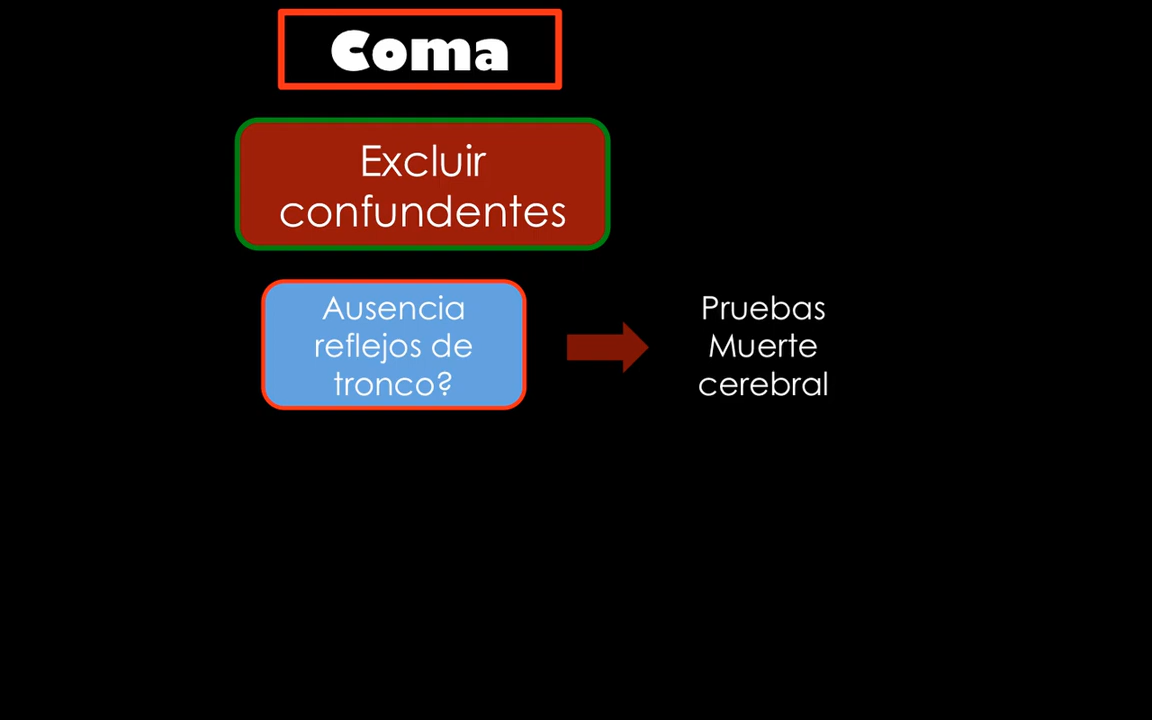 Coma
Excluir
confundentes
Ausencia
reflejos de
tronco?
Pruebas
Muerte
cerebral